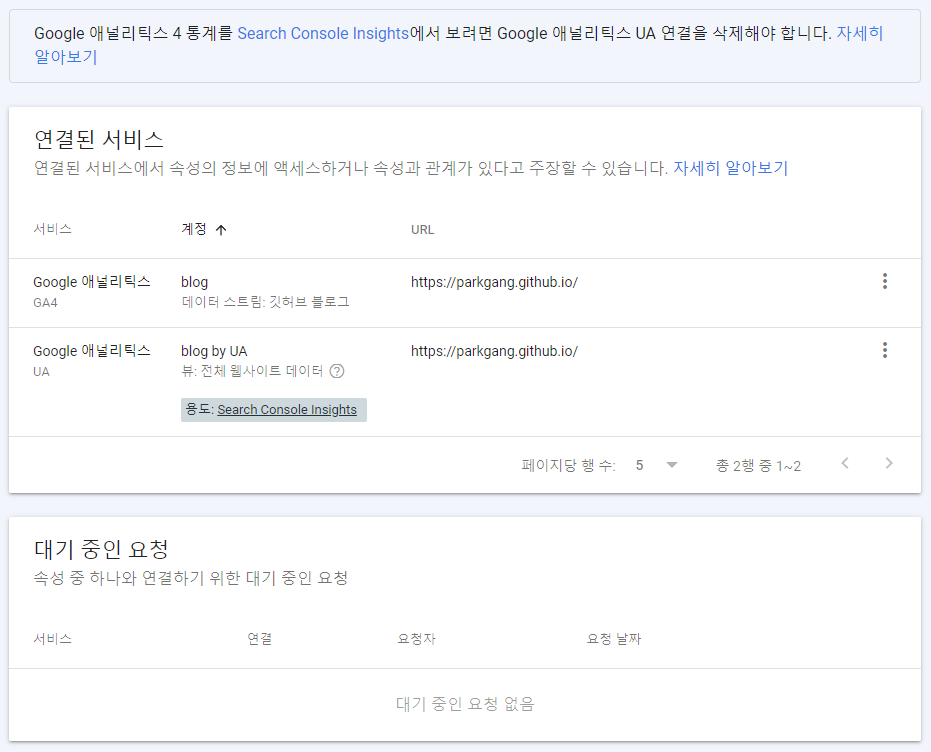 Google 애널리틱스 4 통계를 Search Console Insights에서 보려면 Google 애널리틱스 UA 연결을 삭제해야 합니다. 자세히
알아보기
연결된 서비스
연결된 서비스에서 속성의 정보에 액세스하거나 속성과 관계가 있다고 주장할 수 있습니다. 자세히 알아보기
서비스 계정 URL
Google 애널리틱스 blog https://parkgang.github.io/
GA4 데이터 스트림: 깃허브 블로그
Google 애널리틱스 blog by UA https://parkgang.github.io/
UA 뷰: 전체 웹사이트 데이터
용도: Search Console Insights
페이지당 행 수: 5 총 2행 중 1~2
대기 중인 요청
속성 중 하나와 연결하기 위한 대기 중인 요청
서비스 연결 요청자 요청 날짜
대기 중인 요청 없음